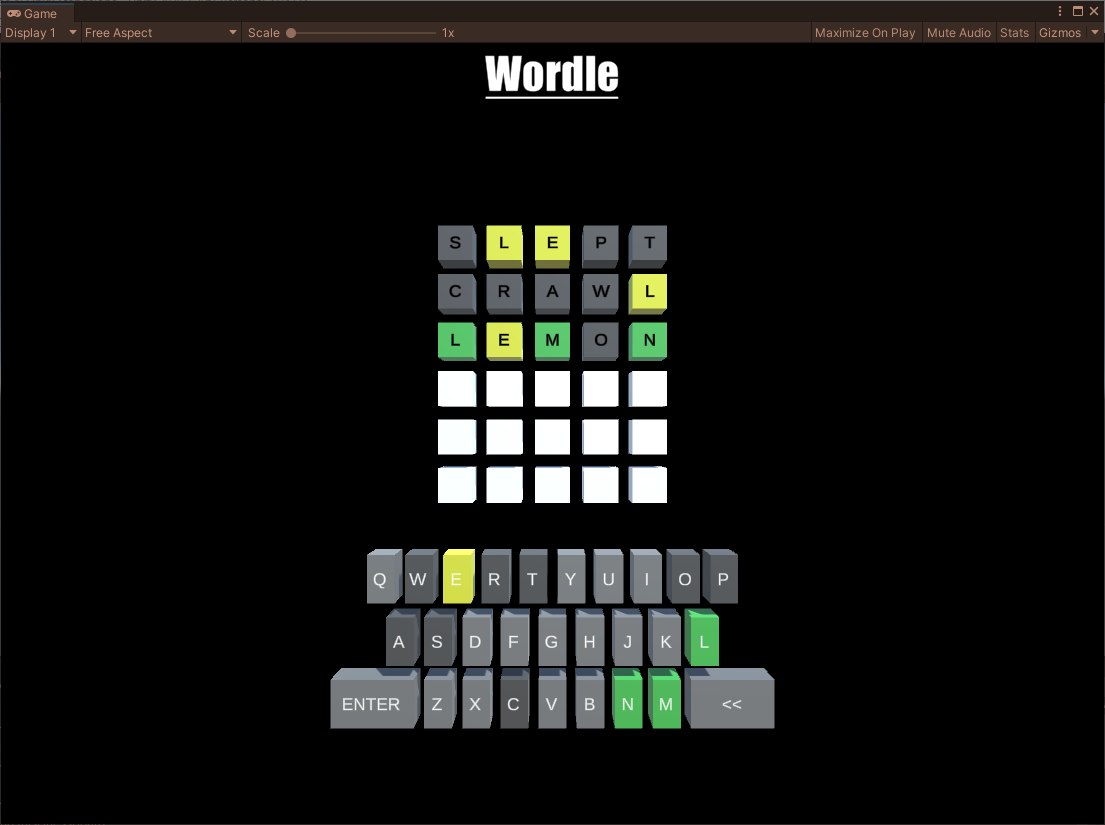 Game
Display 1 Free Aspect Scale 1x Maximize On Play Mute Audio Stats Gizmos
Wordle
S L E P T
C R A W L
L E M O N
Q W E R T Y U I O P
A S D F G H J K L
ENTER Z X C V B N M <<